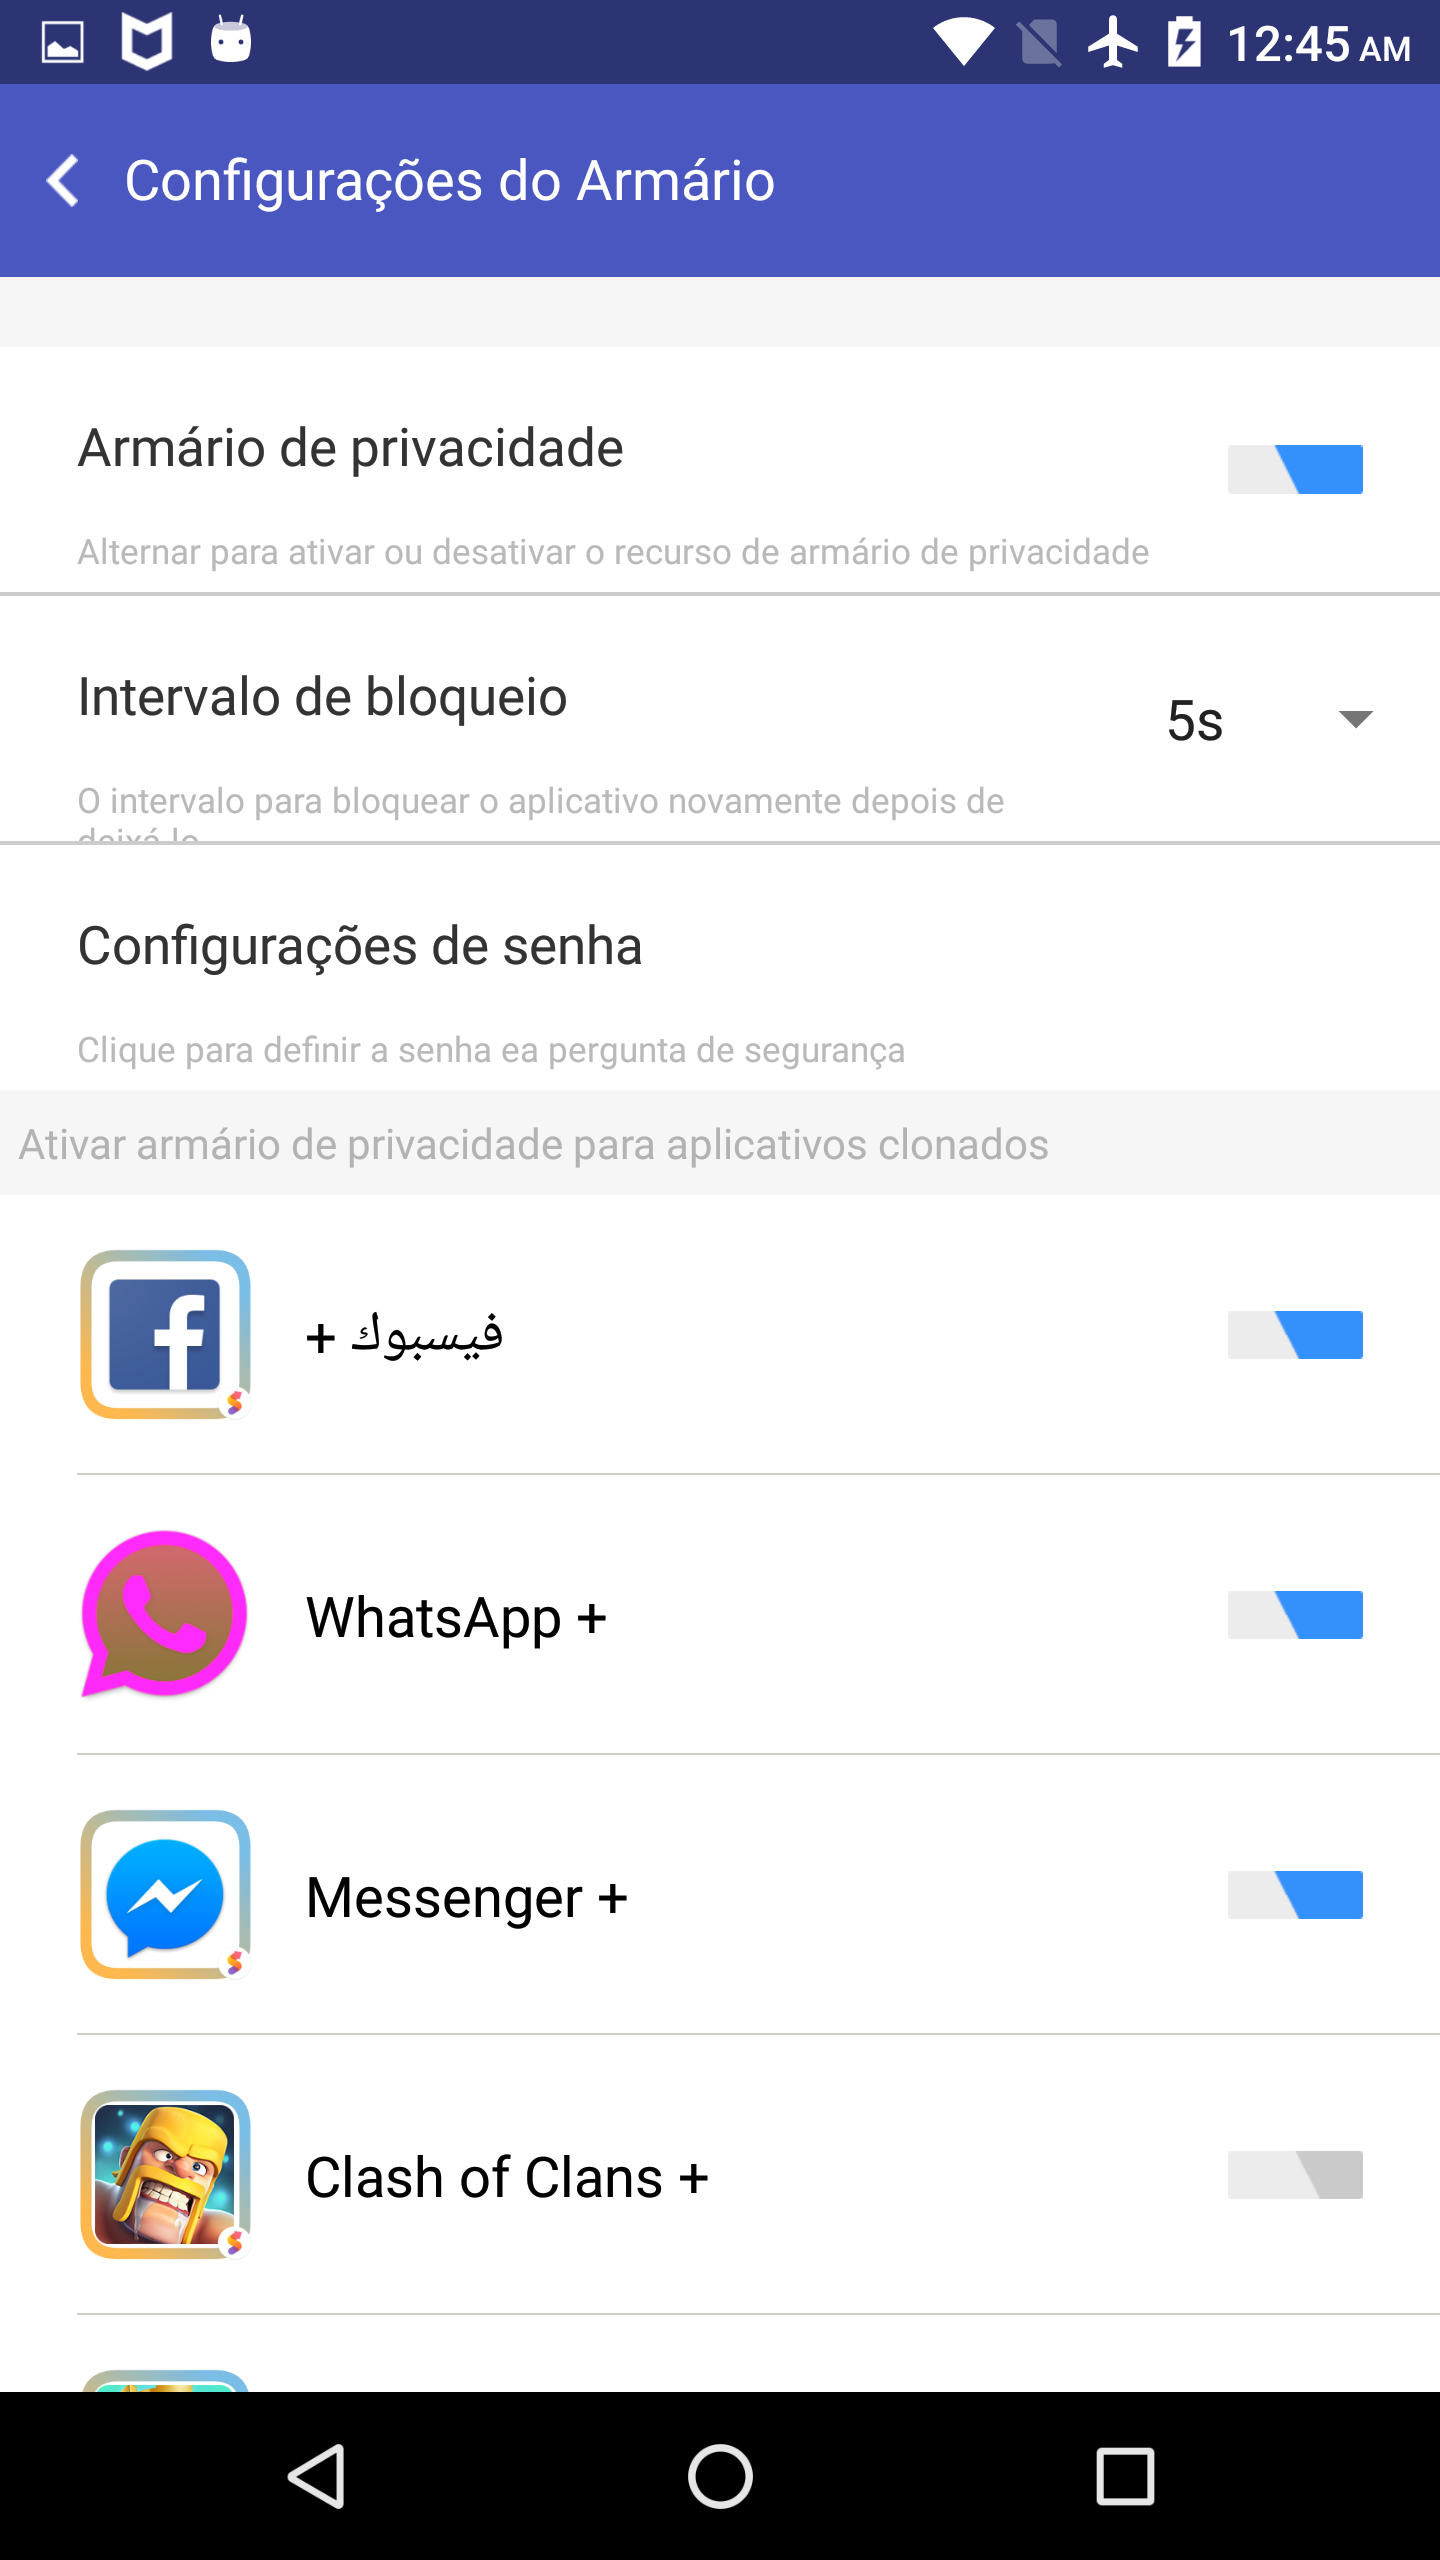 12:45 AM
Configurações do Armário
Armário de privacidade
Alternar para ativar ou desativar o recurso de armário de privacidade
Intervalo de bloqueio
5s
O intervalo para bloquear o aplicativo novamente depois de
Configurações de senha
Clique para definir a senha ea pergunta de segurança
Ativar armário de privacidade para aplicativos clonados
فيسبوك +
WhatsApp +
Messenger +
Clash of Clans +